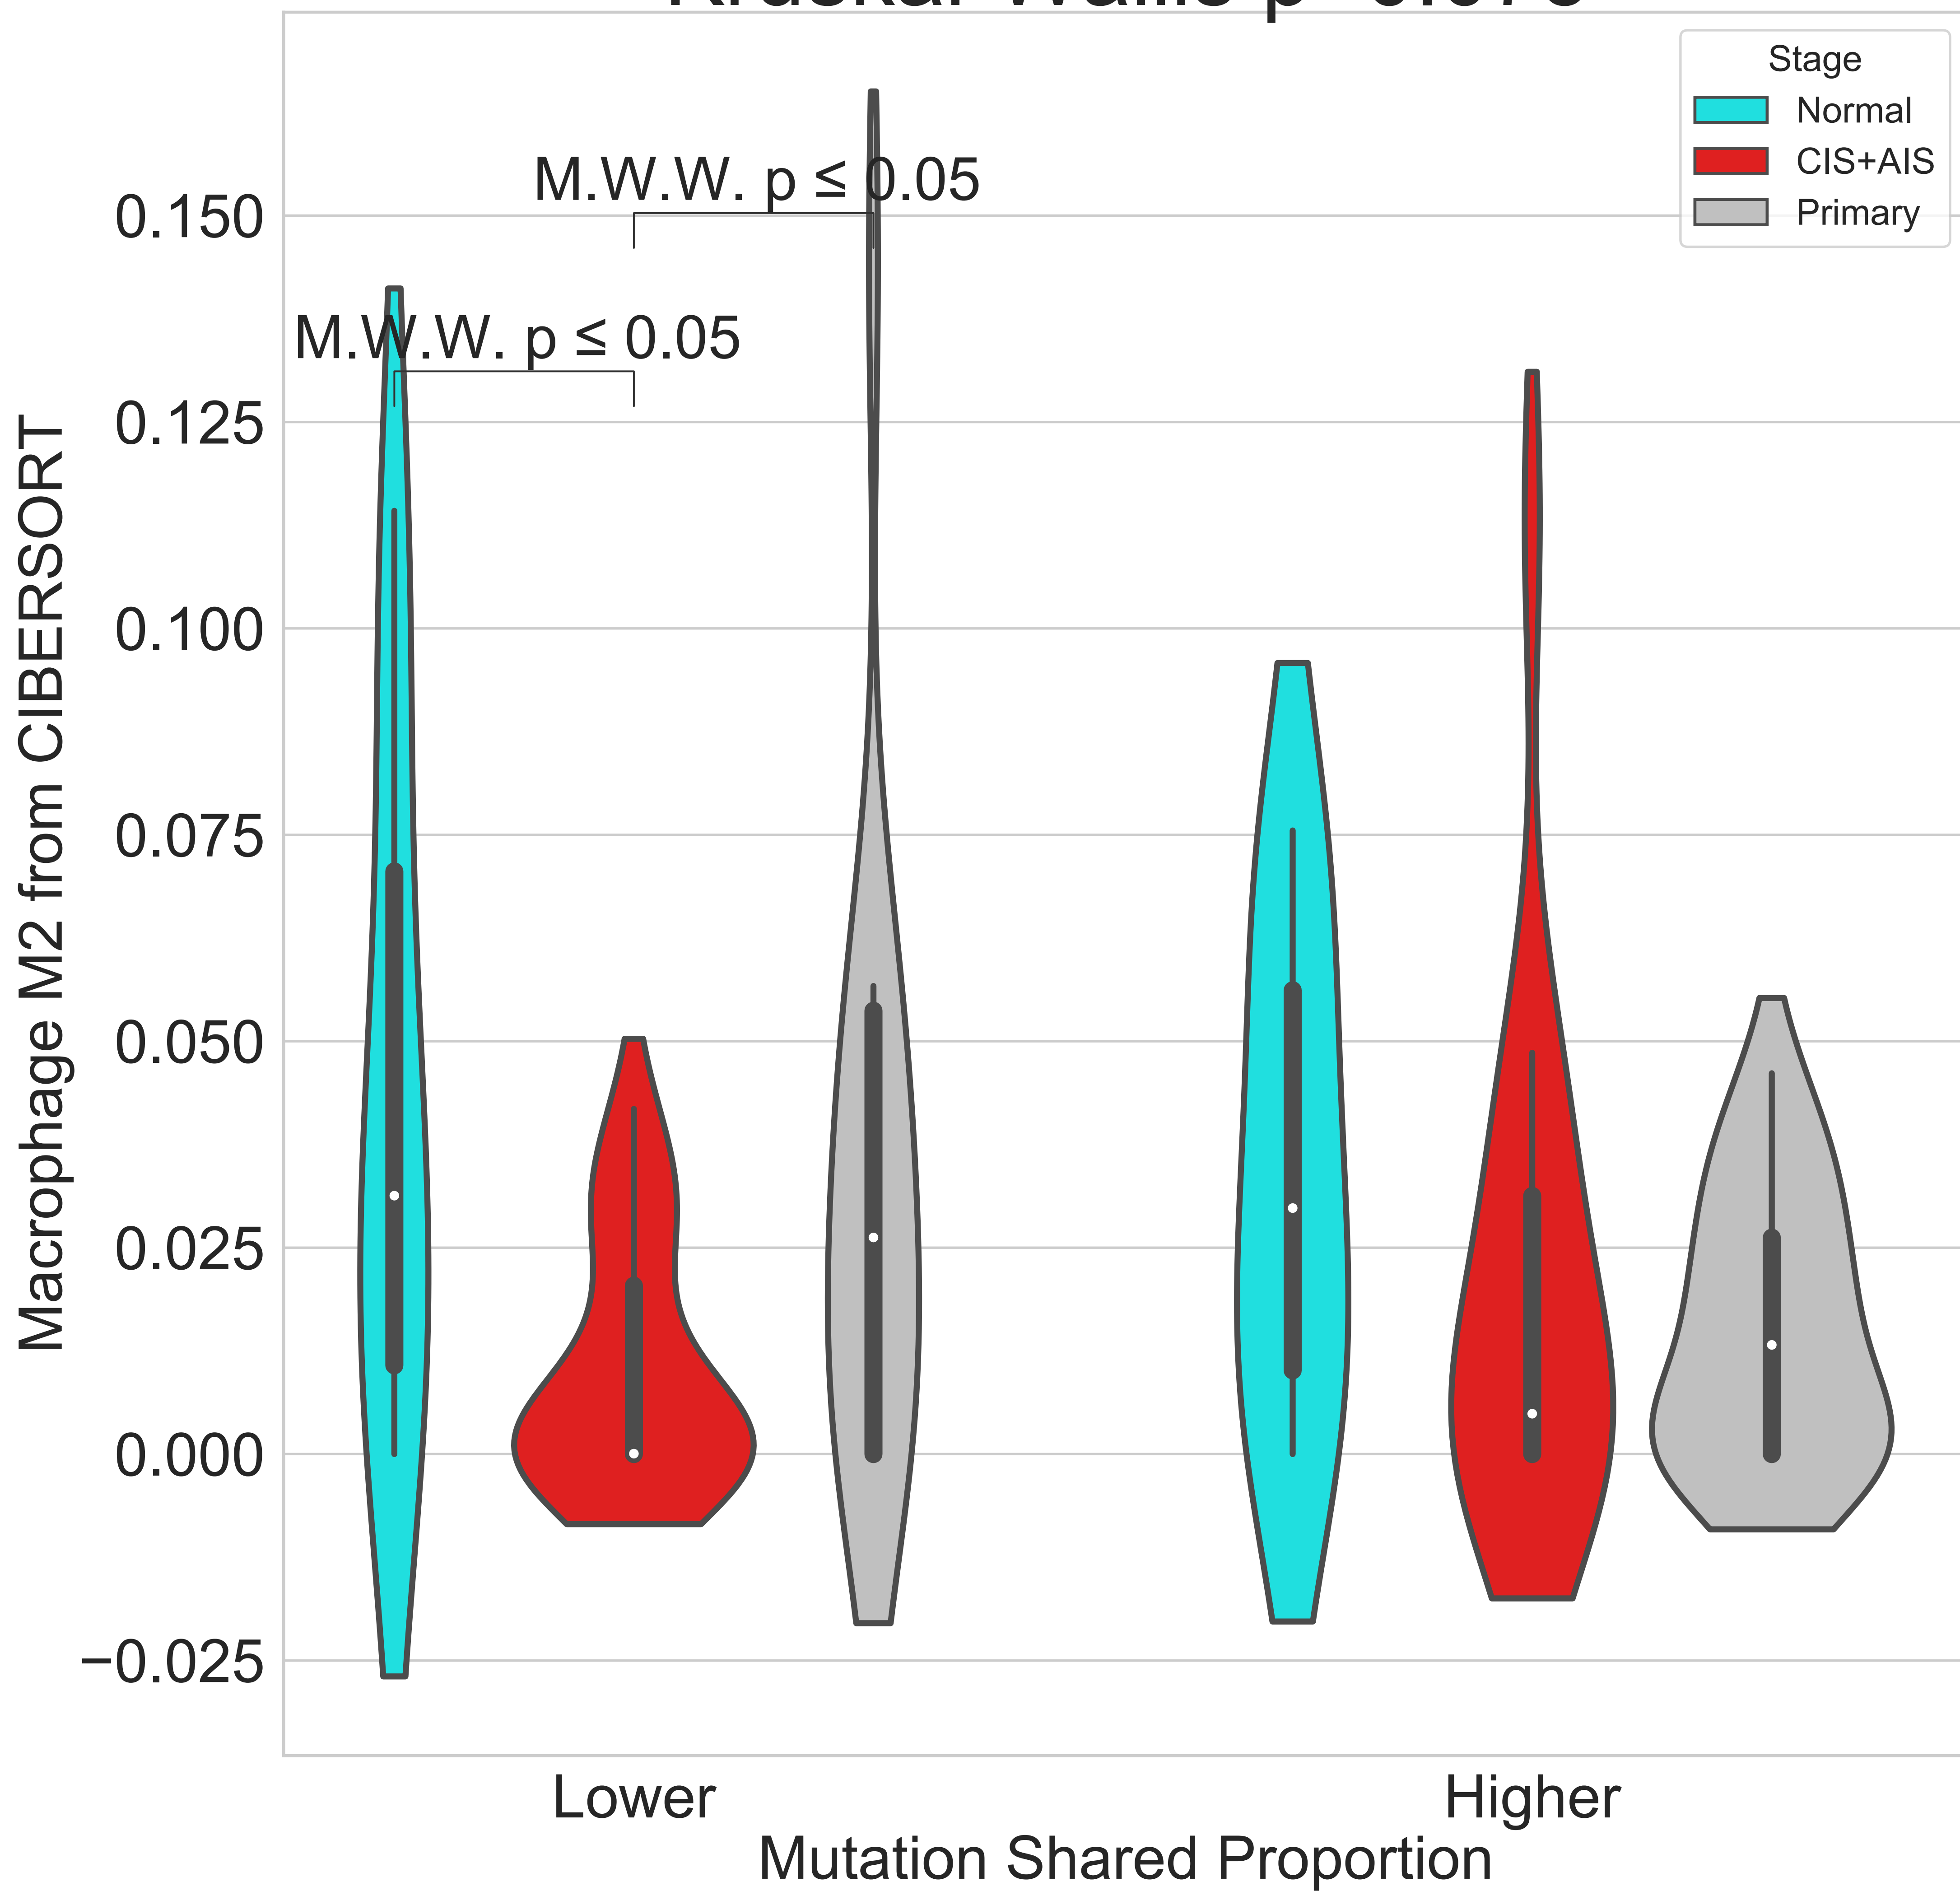 Stage
Normal
CIS+AIS
Primary
M.W.W. p ≤ 0.05
M.W.W. p ≤ 0.05
0.150
0.125
0.100
0.075
0.050
0.025
0.000
−0.025
Macrophage M2 from CIBERSORT
Lower
Higher
Mutation Shared Proportion